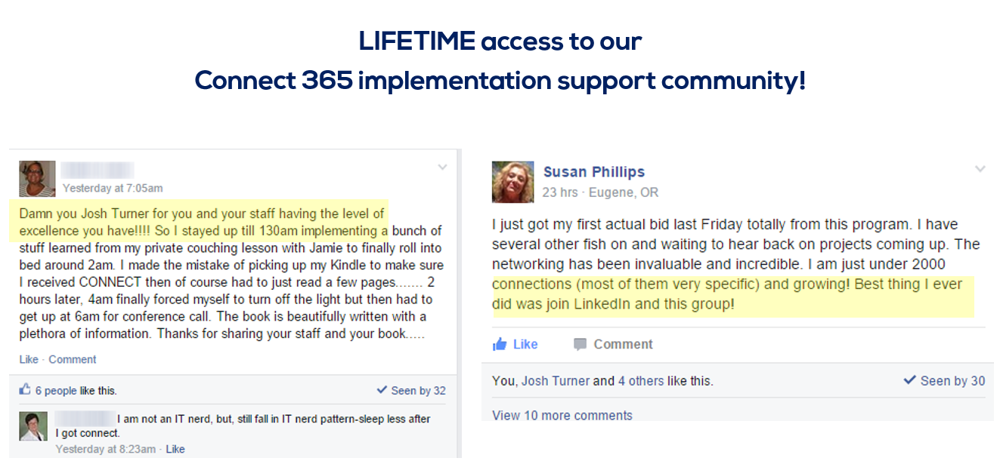 LIFETIME access to our
Connect 365 implementation support community!
Yesterday at 7:05am
Damn you Josh Turner for you and your staff having the level of
excellence you have!!!! So I stayed up till 130am implementing a bunch of
stuff learned from my private couching lesson with Jamie to finally roll into
bed around 2am. I made the mistake of picking up my Kindle to make sure
I received CONNECT then of course had to just read a few pages....... 2
hours later, 4am finally forced myself to turn off the light but then had to
get up at 6am for conference call. The book is beautifully written with a
plethora of information. Thanks for sharing your staff and your book.....
Like · Comment
6 people like this.
Seen by 32
I am not an IT nerd, but, still fall in IT nerd pattern-sleep less after
I got connect.
Yesterday at 8:23am · Like
Susan Phillips
23 hrs · Eugene, OR
I just got my first actual bid last Friday totally from this program. I have
several other fish on and waiting to hear back on projects coming up. The
networking has been invaluable and incredible. I am just under 2000
connections (most of them very specific) and growing! Best thing I ever
did was join LinkedIn and this group!
Like
Comment
You, Josh Turner and 4 others like this.
Seen by 30
View 10 more comments